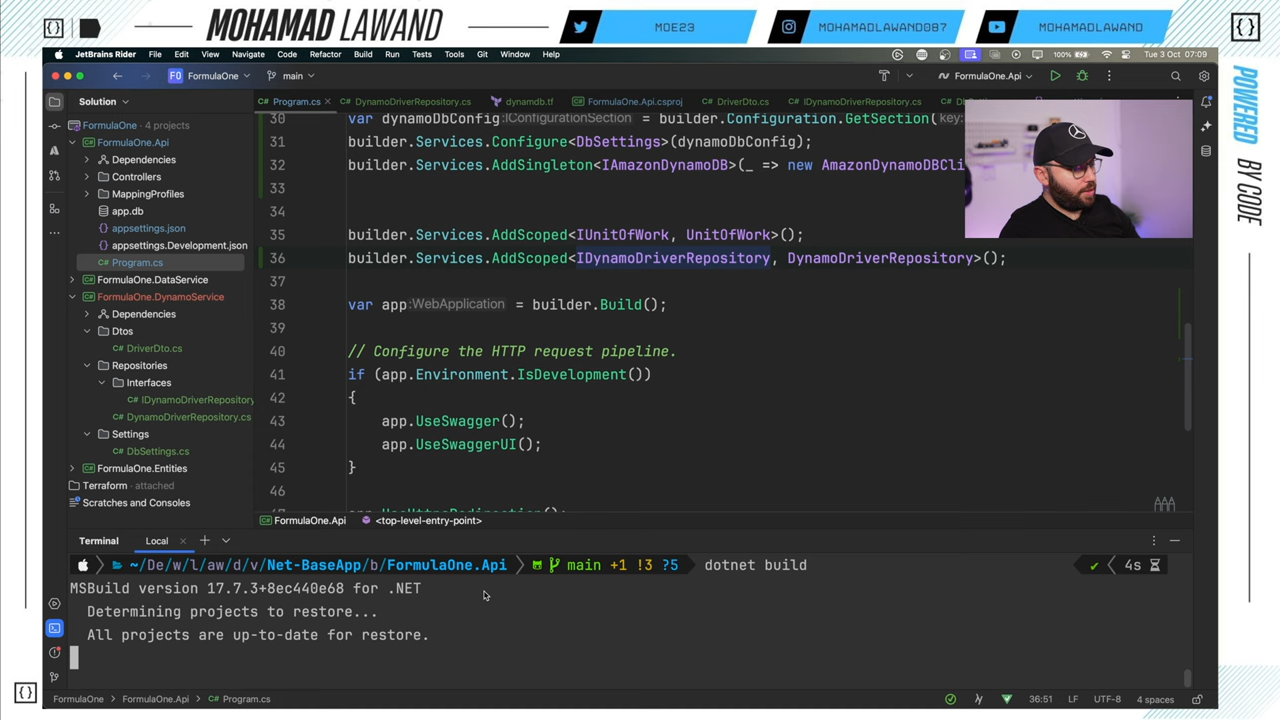 MOHAMAD LAWAND
MOE23
MOHAMADLAWAND087
MOHAMADLAWAND
JetBrains Rider File Edit View Navigate Code Refactor Build Run Tests Tools Git Window Help
100% Tue 3 Oct 07:09
FO FormulaOne main FormulaOne.Api
Solution
Program.cs DynamoDriverRepository.cs dynamdb.tf FormulaOne.Api.csproj DriverDto.cs IDynamoDriverRepository.cs
FormulaOne 4 projects
FormulaOne.Api
Dependencies
Controllers
MappingProfiles
app.db
appsettings.json
appsettings.Development.json
Program.cs
FormulaOne.DataService
FormulaOne.DynamoService
Dependencies
Dtos
DriverDto.cs
Repositories
Interfaces
IDynamoDriverRepository
DynamoDriverRepository.cs
Settings
DbSettings.cs
FormulaOne.Entities
Terraform attached
Scratches and Consoles
30 var dynamoDbConfig:IConfigurationSection = builder.Configuration.GetSection(key:
31 builder.Services.Configure<DbSettings>(dynamoDbConfig);
32 builder.Services.AddSingleton<IAmazonDynamoDB>(_ => new AmazonDynamoDBCli
33
34
35 builder.Services.AddScoped<IUnitOfWork, UnitOfWork>();
36 builder.Services.AddScoped<IDynamoDriverRepository, DynamoDriverRepository>();
37
38 var app:WebApplication = builder.Build();
39
40 // Configure the HTTP request pipeline.
41 if (app.Environment.IsDevelopment())
42 {
43 app.UseSwagger();
44 app.UseSwaggerUI();
45 }
46
FormulaOne.Api <top-level-entry-point>
Terminal Local
~/De/w/l/aw/d/v/Net-BaseApp/b/FormulaOne.Api main +1 !3 ?5 dotnet build 4s
MSBuild version 17.7.3+8ec440e68 for .NET
Determining projects to restore...
All projects are up-to-date for restore.
FormulaOne FormulaOne.Api Program.cs
36:51 LF UTF-8 4 spaces
POWERED BY CODE